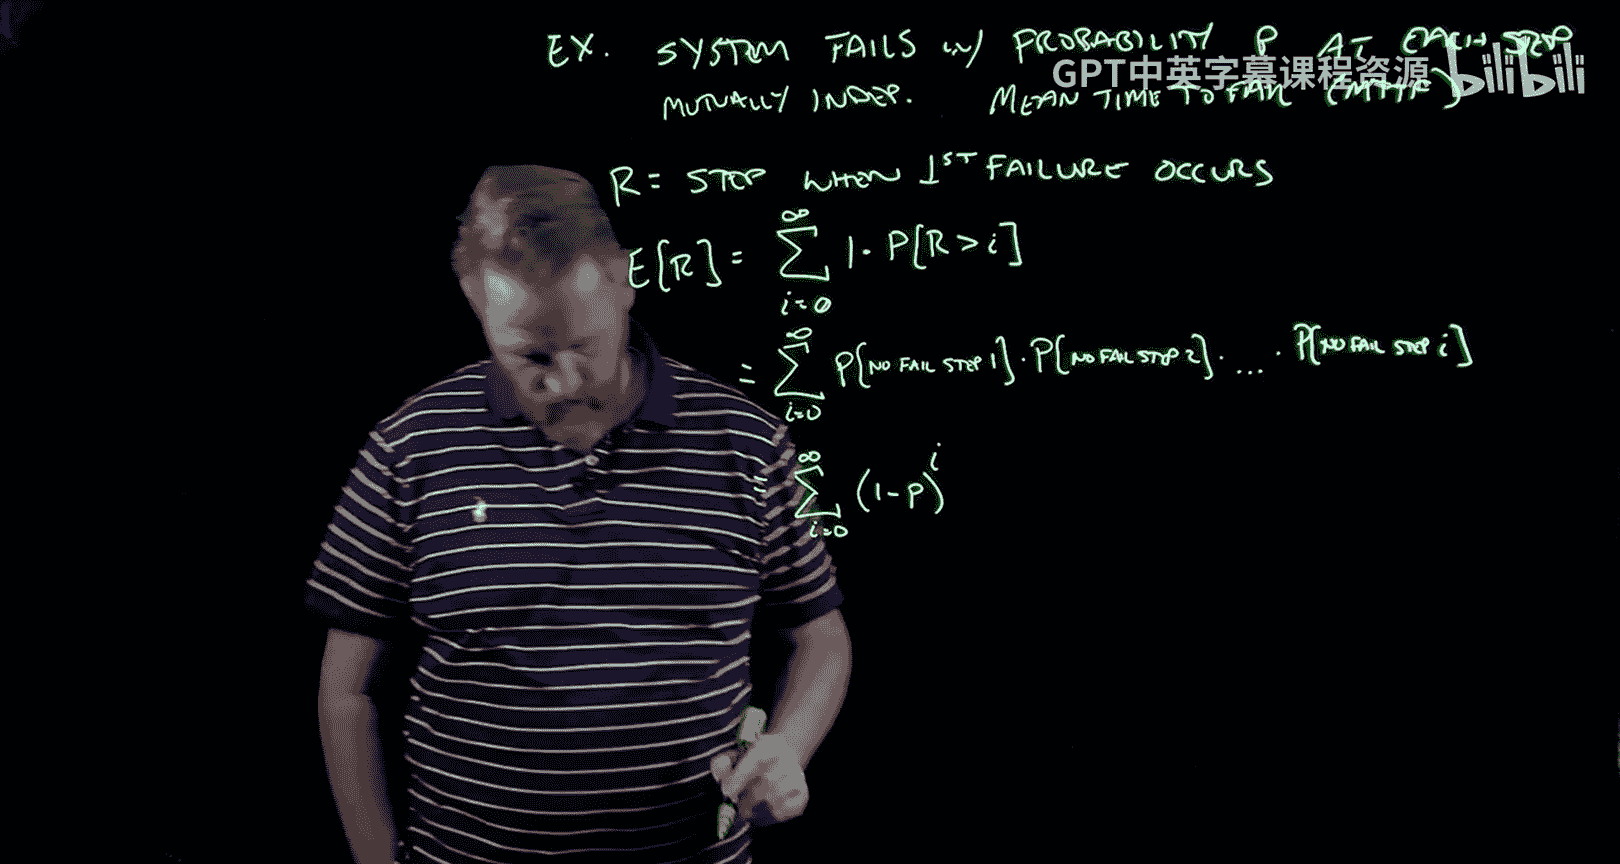 EX. SYSTEM FAILS w/ PROBABILITY P AT EACH STEP
GPT中英字幕课程资源 bilibili
MUTUALLY INDEP. MEAN TIME TO FAIL (MTTF)
R = STEP WHEN 1ST FAILURE OCCURS
E[R] = ∞∑i=0 1 · P[R > i]
= ∞∑i=0 P[NO FAIL STEP 1] · P[NO FAIL STEP 2] · ... · P[NO FAIL STEP i]
= ∞∑i=0 (1-P)^i